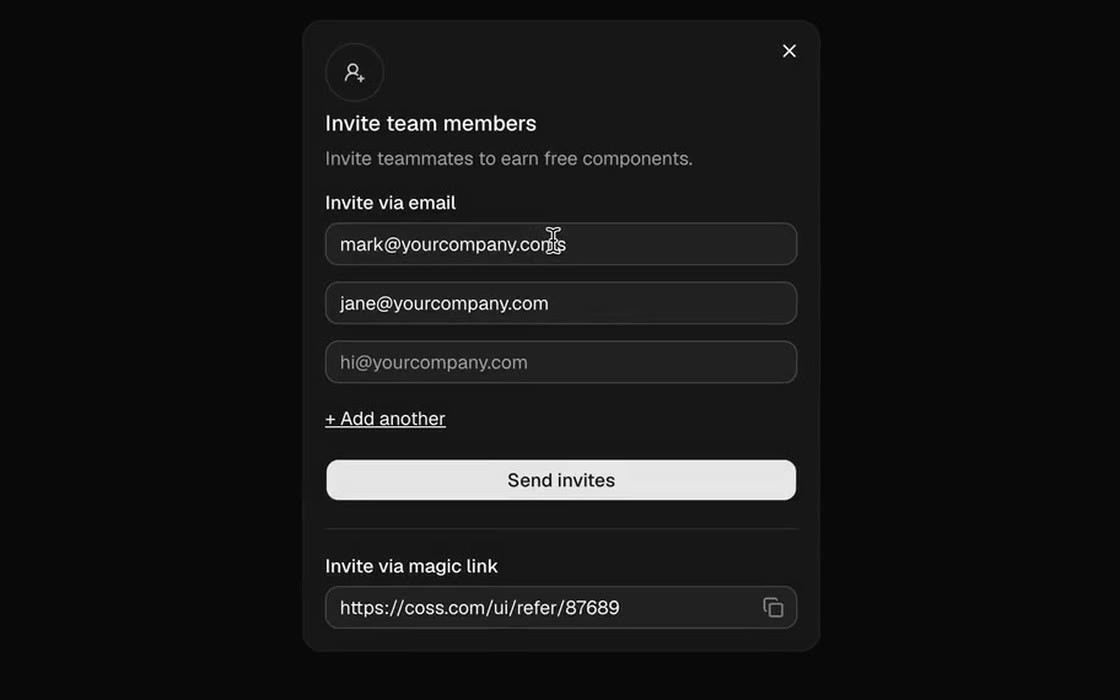 Invite team members
Invite teammates to earn free components.
Invite via email
mark@yourcompany.coms
jane@yourcompany.com
hi@yourcompany.com
+ Add another
Send invites
Invite via magic link
https://coss.com/ui/refer/87689